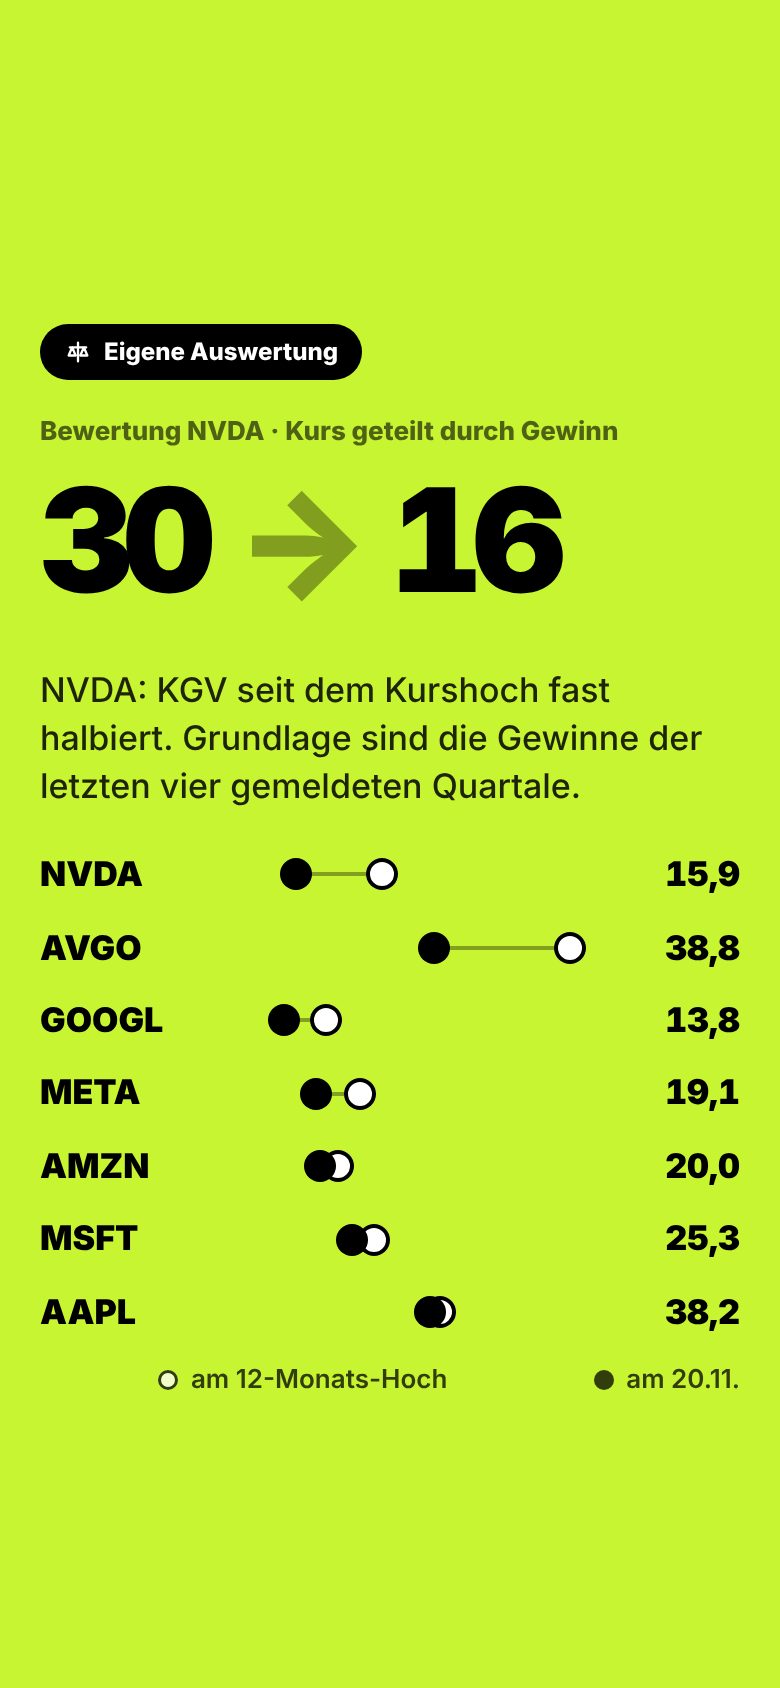 Eigene Auswertung
Bewertung NVDA · Kurs geteilt durch Gewinn
30 → 16
NVDA: KGV seit dem Kurshoch fast
halbiert. Grundlage sind die Gewinne der
letzten vier gemeldeten Quartale.
NVDA 15,9
AVGO 38,8
GOOGL 13,8
META 19,1
AMZN 20,0
MSFT 25,3
AAPL 38,2
am 12-Monats-Hoch am 20.11.